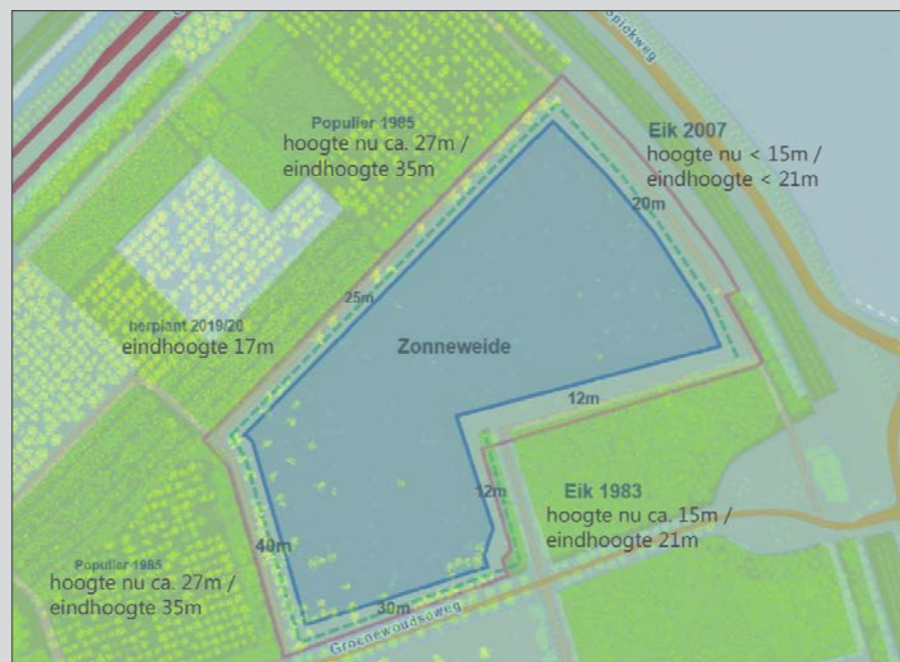 Spickweg
Populier 1985
hoogte nu ca. 27m /
eindhoogte 35m
Eik 2007
hoogte nu < 15m /
eindhoogte < 21m
20m
25m
herplant 2019/20
eindhoogte 17m
Zonneweide
12m
12m
Eik 1983
hoogte nu ca. 15m /
eindhoogte 21m
40m
Populier 1985
hoogte nu ca. 27m /
eindhoogte 35m
30m
Groenewoudseweg